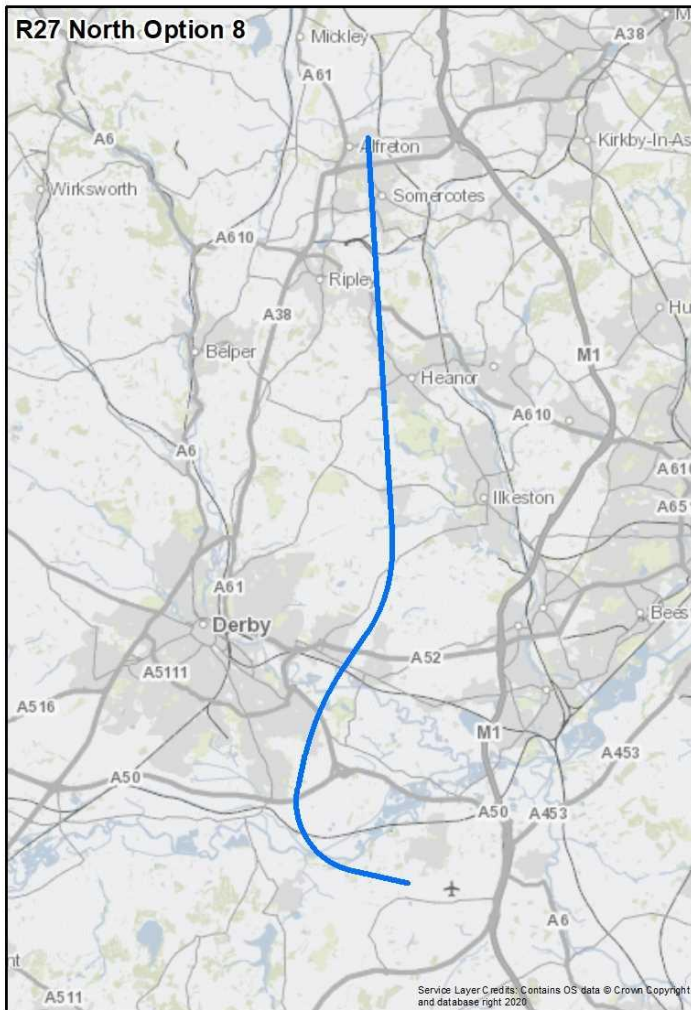 R27 North Option 8
Mickley
A38
M
A61
A6
Alfreton
Kirkby-In-As
Wirksworth
Somercotes
A610
Ripley
Hu
A38
M1
Belper
Heanor
A610
A6
A610
A651
Ilkeston
A61
Derby
Bees
A52
A5111
A516
M1
A453
A50
A50
A453
A6
nt
A511
Service Layer Credits: Contains OS data © Crown Copyright
and database right 2020